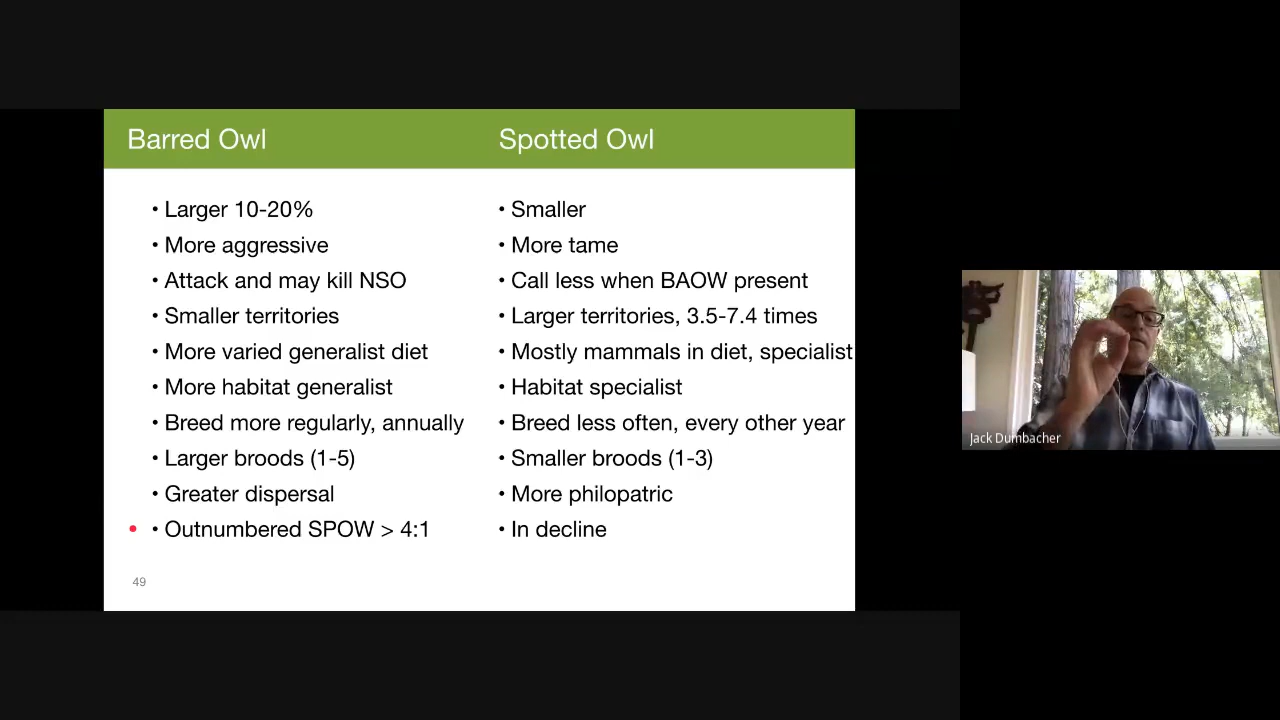 Barred Owl
Spotted Owl
• Larger 10-20%
• More aggressive
• Attack and may kill NSO
• Smaller territories
• More varied generalist diet
• More habitat generalist
• Breed more regularly, annually
• Larger broods (1-5)
• Greater dispersal
• Outnumbered SPOW > 4:1
• Smaller
• More tame
• Call less when BAOW present
• Larger territories, 3.5-7.4 times
• Mostly mammals in diet, specialist
• Habitat specialist
• Breed less often, every other year
• Smaller broods (1-3)
• More philopatric
• In decline
49
Jack Dumbacher